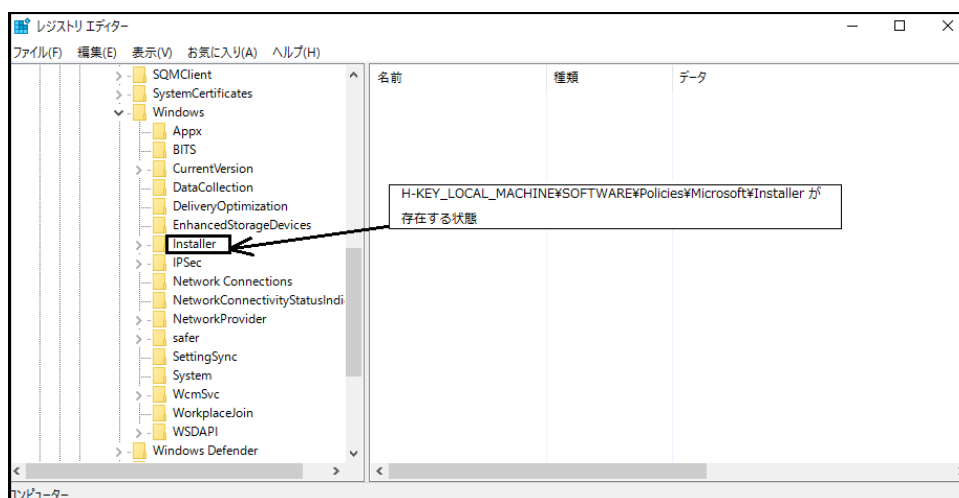 レジストリ エディター
ファイル(F) 編集(E) 表示(V) お気に入り(A) ヘルプ(H)
SQMClient
SystemCertificates
Windows
Appx
BITS
CurrentVersion
DataCollection
DeliveryOptimization
EnhancedStorageDevices
Installer
IPSec
Network Connections
NetworkConnectivityStatusIndi
NetworkProvider
safer
SettingSync
System
WcmSvc
WorkplaceJoin
WSDAPI
Windows Defender
名前 種類 データ
H-KEY_LOCAL_MACHINE¥SOFTWARE¥Policies¥Microsoft¥Installer が
存在する状態
コンピューター